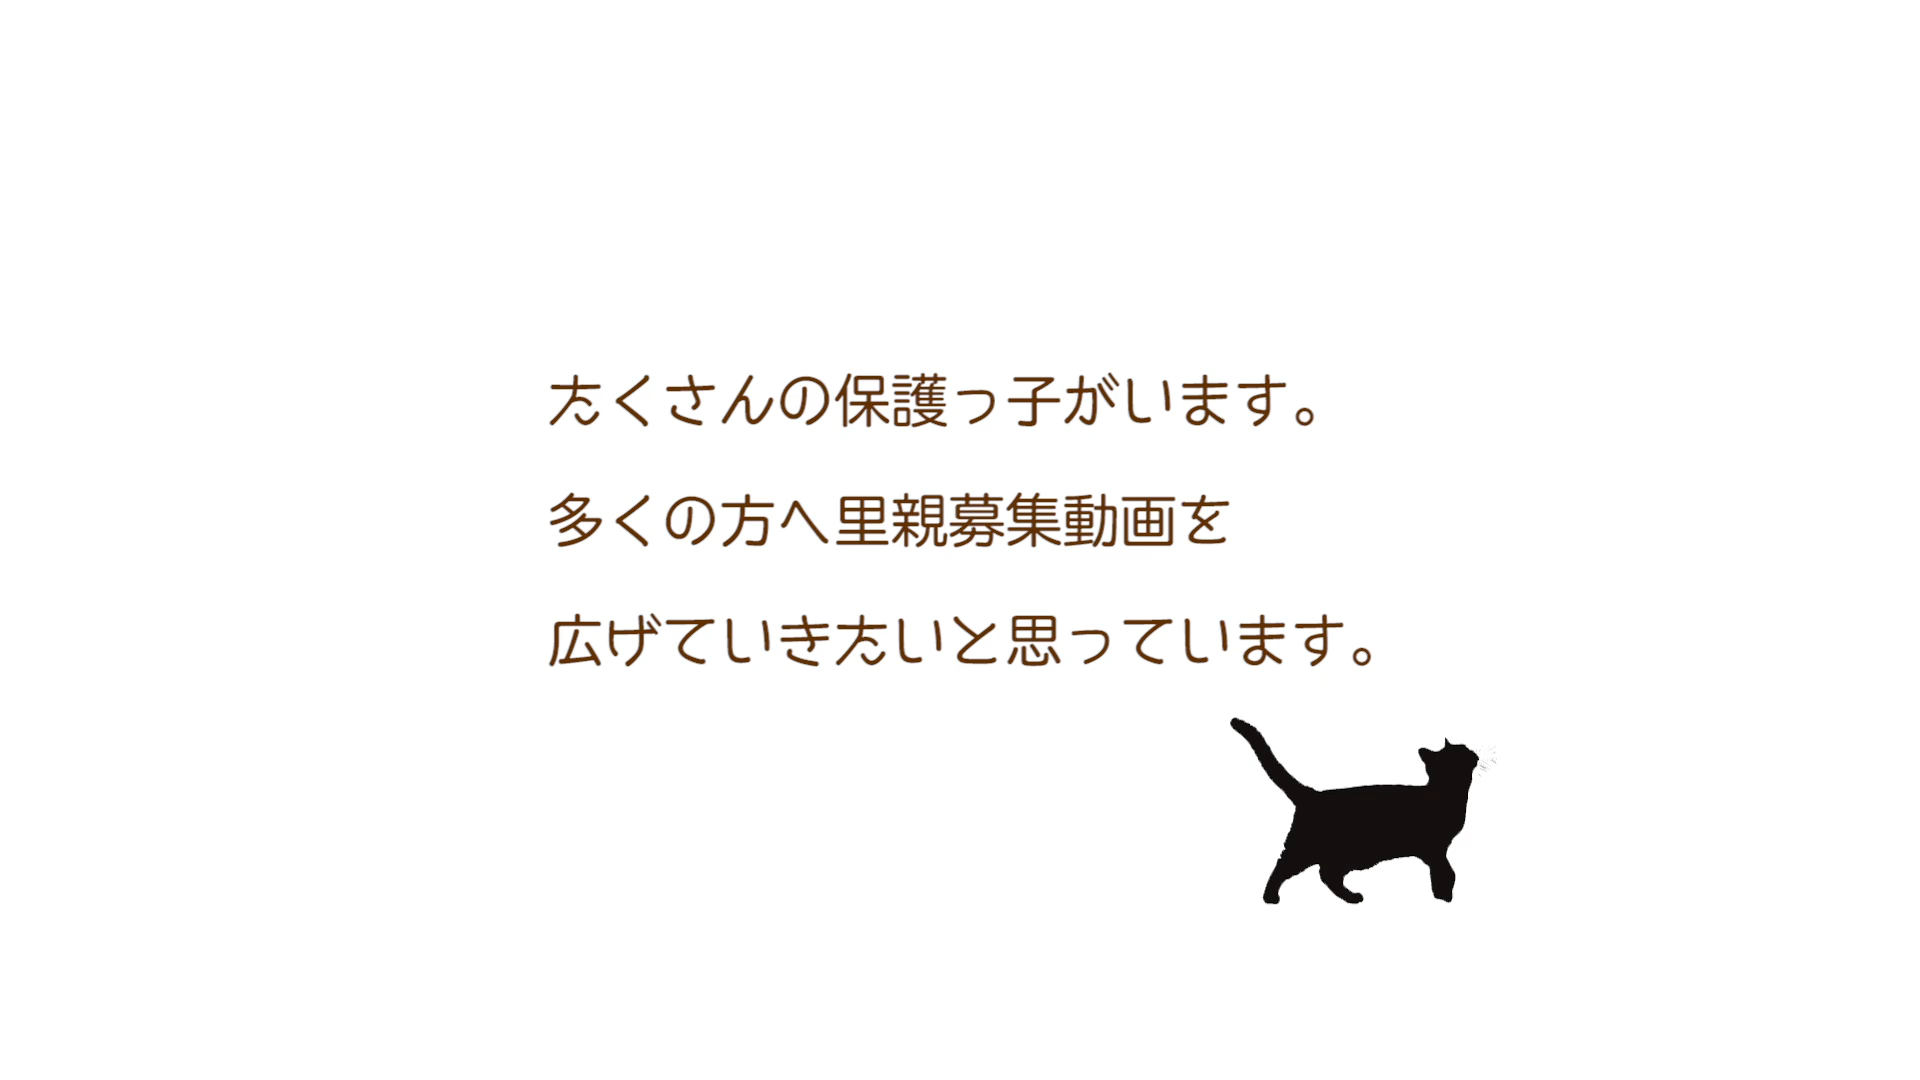 たくさんの保護っ子がいます。
多くの方へ里親募集動画を
広げていきたいと思っています。